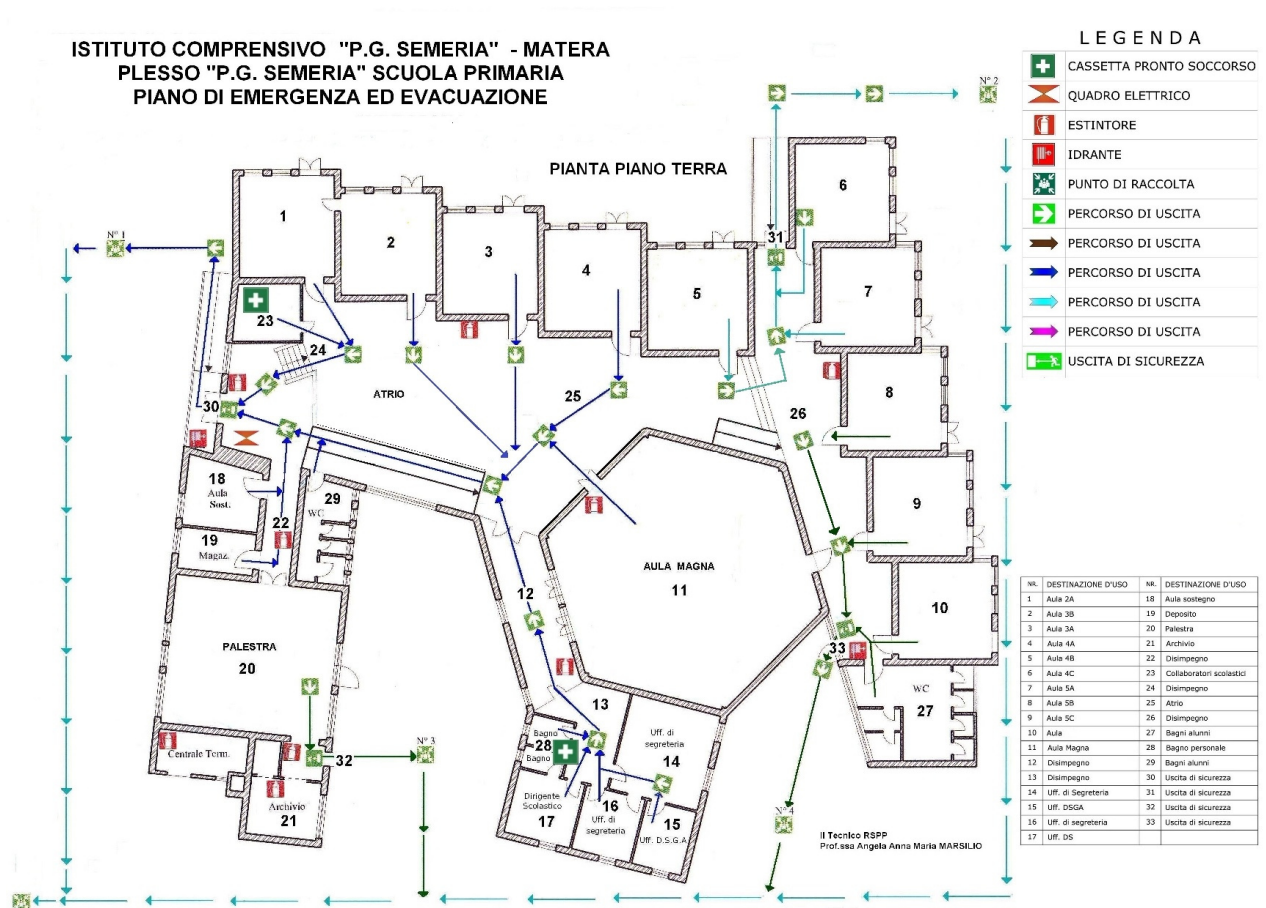 ISTITUTO COMPRENSIVO "P.G. SEMERIA" - MATERA
PLESSO "P.G. SEMERIA" SCUOLA PRIMARIA
PIANO DI EMERGENZA ED EVACUAZIONE
PIANTA PIANO TERRA
LEGENDA
CASSETTA PRONTO SOCCORSO
QUADRO ELETTRICO
ESTINTORE
IDRANTE
PUNTO DI RACCOLTA
PERCORSO DI USCITA
PERCORSO DI USCITA
PERCORSO DI USCITA
PERCORSO DI USCITA
PERCORSO DI USCITA
USCITA DI SICUREZZA
N° 1
N° 2
1
2
3
4
5
6
7
8
9
10
31
23
24
ATRIO
25
26
30
18
Aula
Sost.
22
19
Magaz.
29
WC
PALESTRA
20
Centrale Term.
Archivio
21
32
N° 3
12
AULA MAGNA
11
13
Bagno
28
Bagno
Uff. di
segreteria
14
Dirigente
Scolastico
17
16
Uff. di
segreteria
15
Uff. D.S.G.A
33
WC
27
N° 4
Il Tecnico RSPP
Prof.ssa Angela Anna Maria MARSILIO
NR. DESTINAZIONE D'USO NR. DESTINAZIONE D'USO
1 Aula 2A 18 Aula sostegno
2 Aula 3B 19 Deposito
3 Aula 3A 20 Palestra
4 Aula 4A 21 Archivio
5 Aula 4B 22 Disimpegno
6 Aula 4C 23 Collaboratori scolastici
7 Aula 5A 24 Disimpegno
8 Aula 5B 25 Atrio
9 Aula 5C 26 Disimpegno
10 Aula 27 Bagni alunni
11 Aula Magna 28 Bagno personale
12 Disimpegno 29 Bagni alunni
13 Disimpegno 30 Uscita di sicurezza
14 Uff. di Segreteria 31 Uscita di sicurezza
15 Uff. DSGA 32 Uscita di sicurezza
16 Uff. di segreteria 33 Uscita di sicurezza
17 Uff. DS